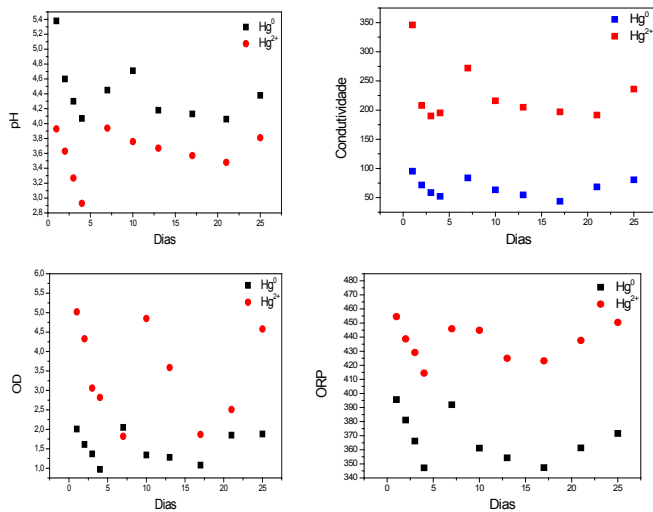 5,4
5,2
5,0
4,8
4,6
4,4
4,2
4,0
3,8
3,6
3,4
3,2
3,0
2,8
pH
0 5 10 15 20 25
Dias
Hg⁰
Hg²⁺
350
300
250
200
150
100
50
Condutividade
0 5 10 15 20 25
Dias
Hg⁰
Hg²⁺
5,0
4,5
4,0
3,5
3,0
2,5
2,0
1,5
1,0
OD
0 5 10 15 20 25
Dias
Hg⁰
Hg²⁺
480
470
460
450
440
430
420
410
400
390
380
370
360
350
340
ORP
0 5 10 15 20 25
Dias
Hg⁰
Hg²⁺